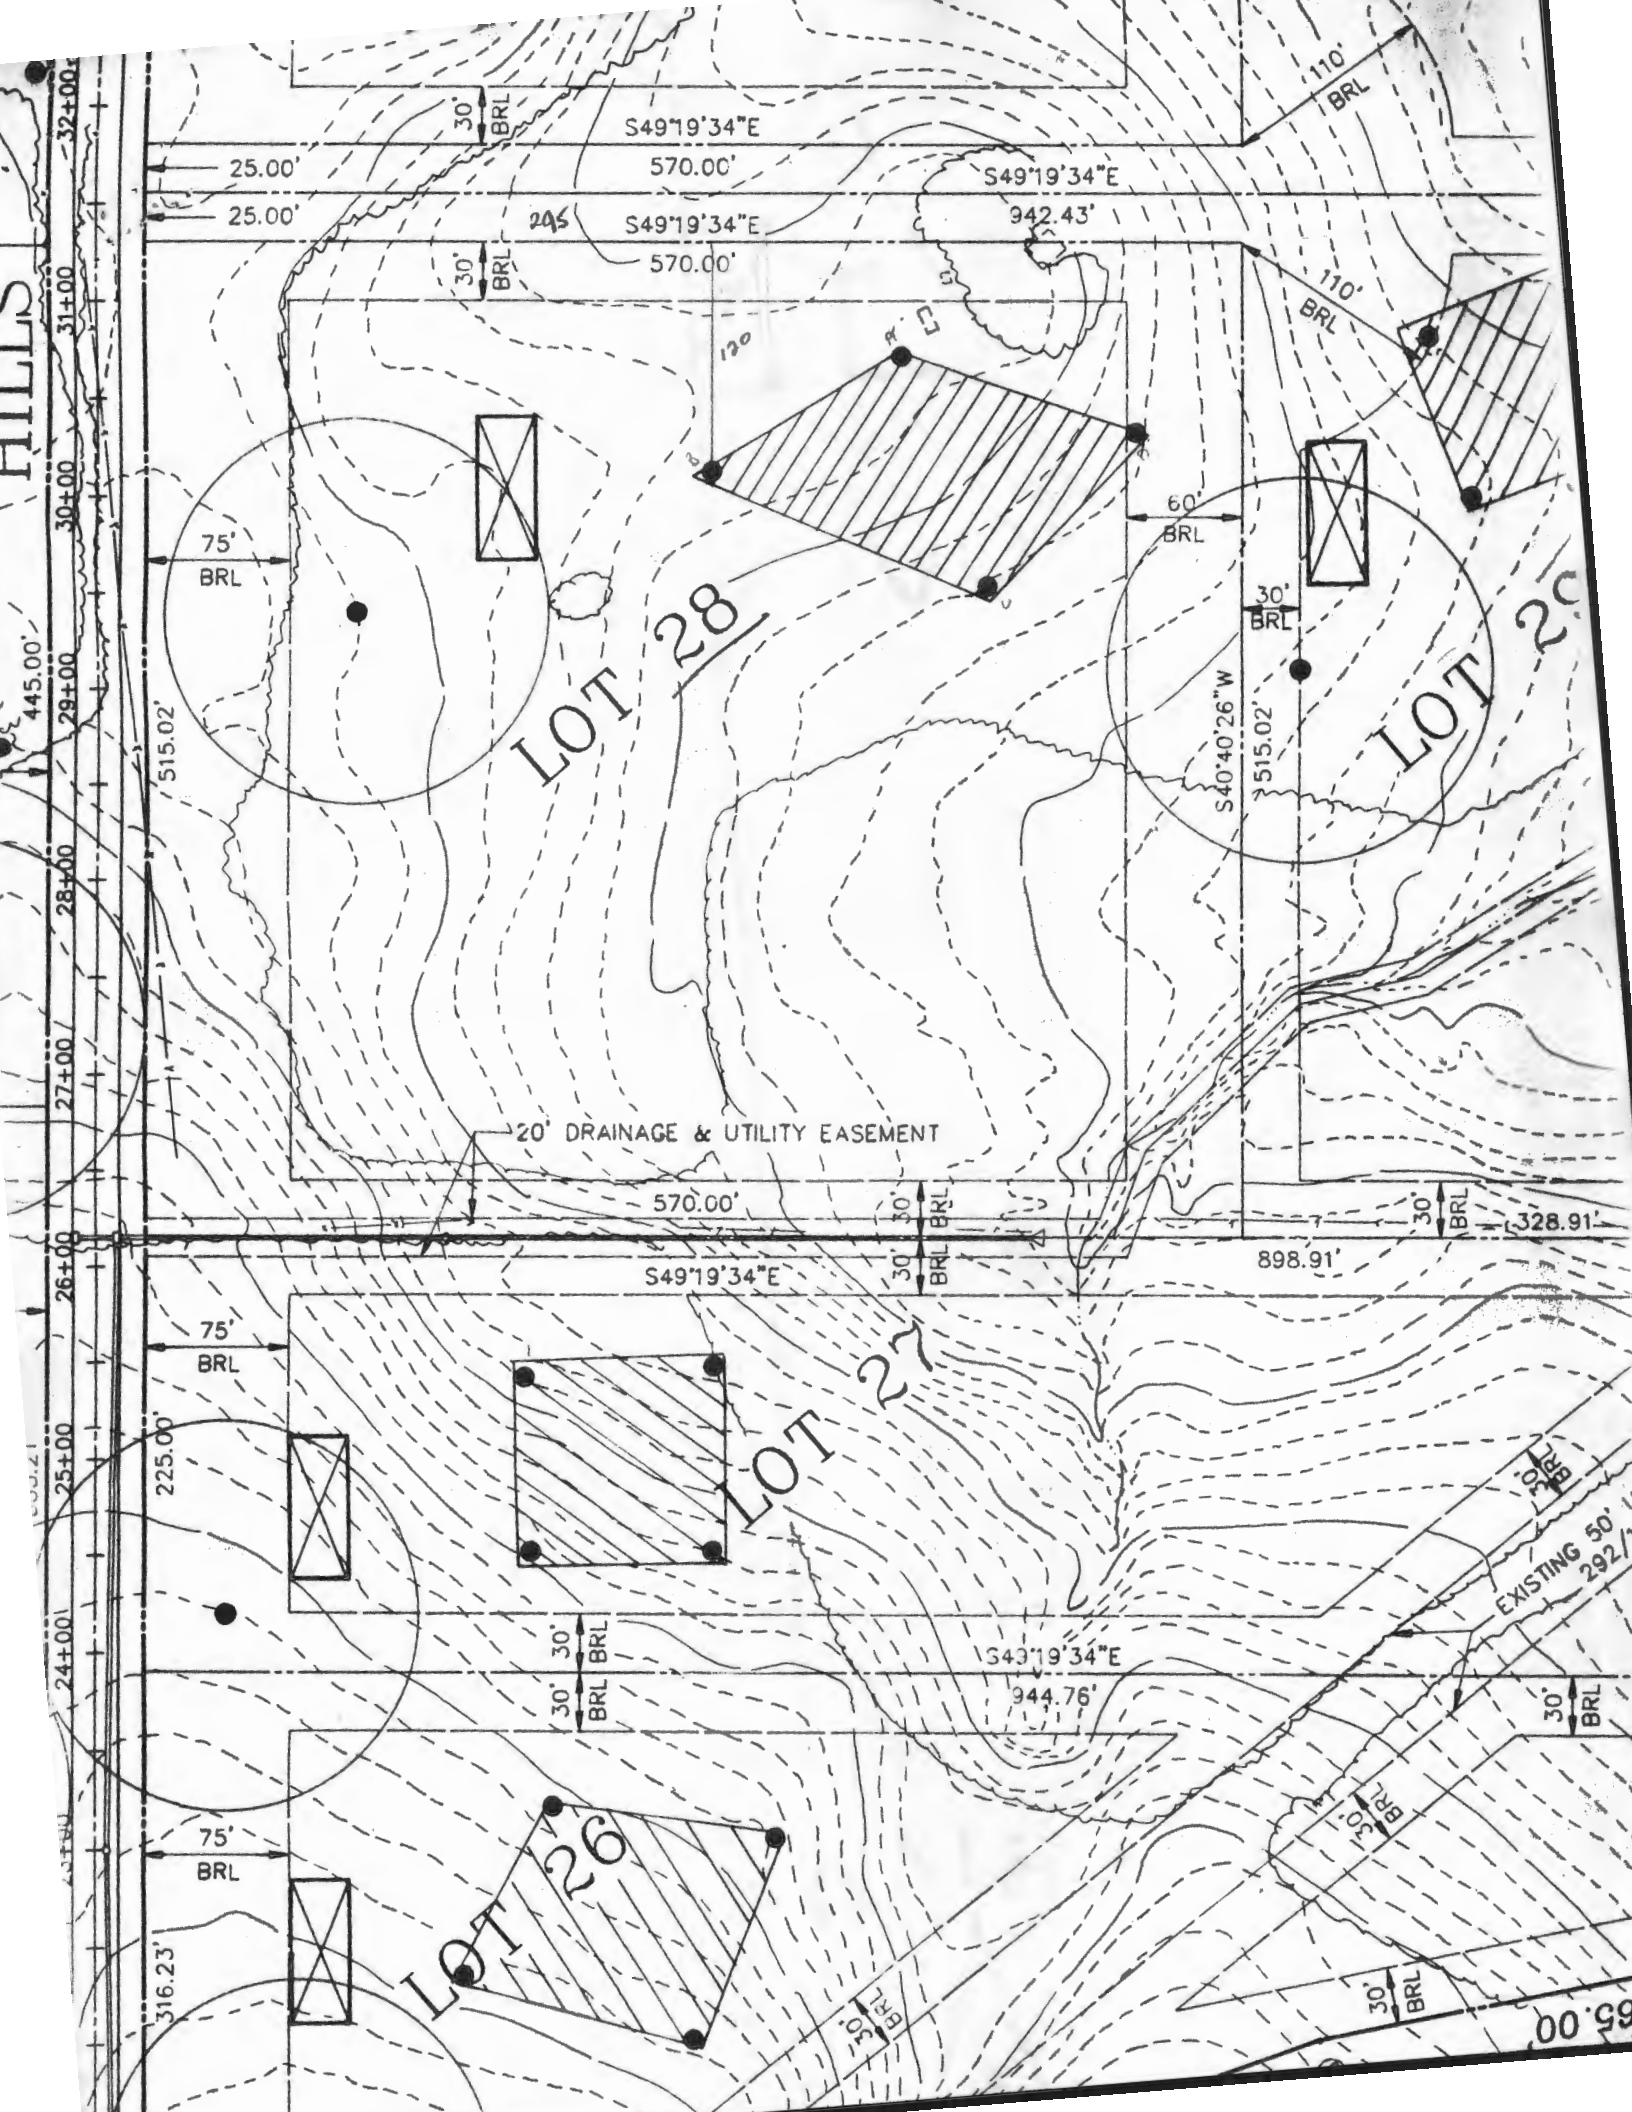 32+00
30'
BRL
S49°19'34"E
110'
BRL
25.00'
570.00'
S49°19'34"E
25.00'
295
S49°19'34"E
942.43'
30'
BRL
570.00'
31+00
110'
BRL
HILLS
120
30+00
75'
BRL
60'
BRL
30'
BRL
445.00'
29+00
515.02'
LOT 28
S40°40'26"W
515.02'
LOT
28+00
27+00
20' DRAINAGE & UTILITY EASEMENT
570.00'
30'
BRL
30'
BRL
328.91'
26+00
S49°19'34"E
30'
BRL
898.91'
75'
BRL
LOT 27
25+00
225.00'
30'
BRL
EXISTING 50'
292/
24+00
30'
BRL
S49°19'34"E
30'
BRL
944.76'
30'
BRL
75'
BRL
30'
BRL
LOT 26
316.23'
30'
BRL
30'
BRL
65.00